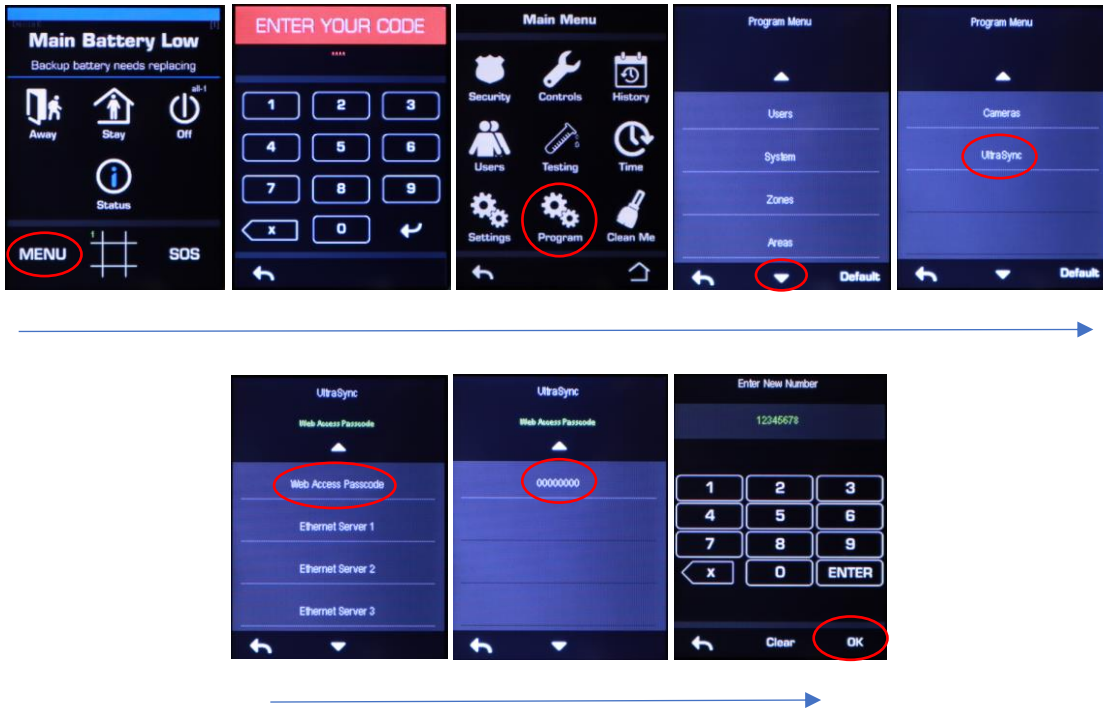 Main Battery Low
Backup battery needs replacing
all-1
Away
Stay
Off
Status
MENU
1
SOS
ENTER YOUR CODE
****
1 2 3
4 5 6
7 8 9
x 0
Main Menu
Security Controls History
Users Testing Time
Settings Program Clean Me
Program Menu
Users
System
Zones
Areas
Default
Program Menu
Cameras
UltraSync
Default
UltraSync
Web Access Passcode
Web Access Passcode
Ethernet Server 1
Ethernet Server 2
Ethernet Server 3
UltraSync
Web Access Passcode
00000000
Enter New Number
12345678
1 2 3
4 5 6
7 8 9
x 0 ENTER
Clear OK